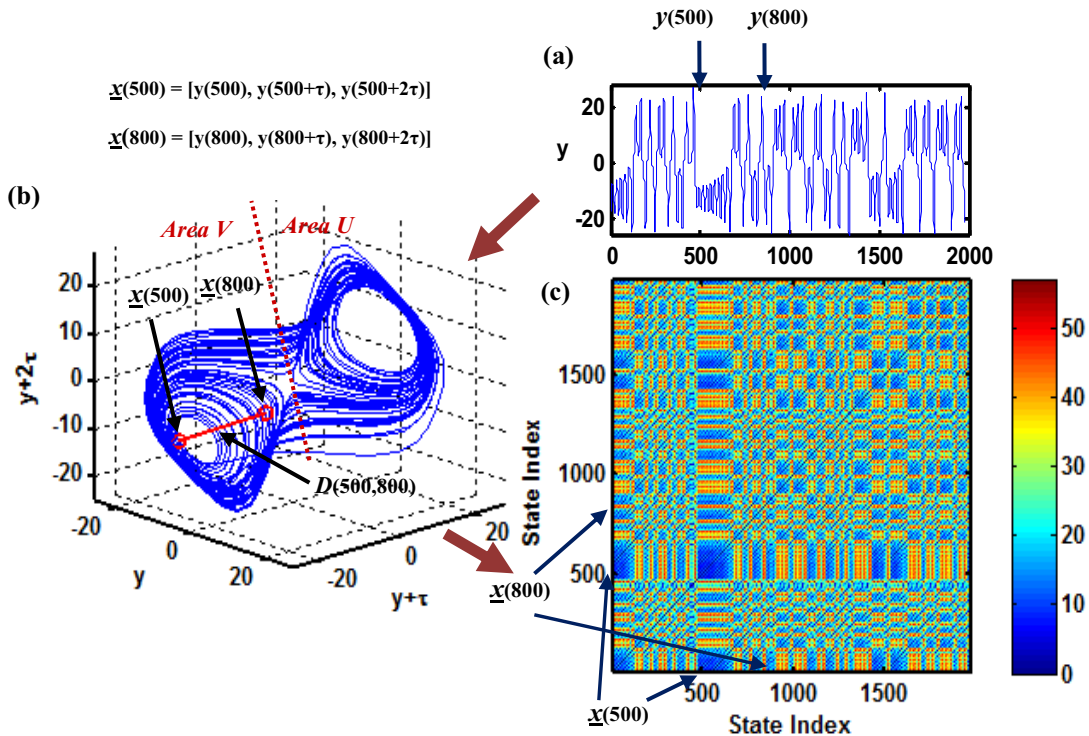 y(500) y(800)
(a)
x(500) = [y(500), y(500+τ), y(500+2τ)]
x(800) = [y(800), y(800+τ), y(800+2τ)]
20
0
-20
y
0 500 1000 1500 2000
(b)
Area V Area U
x(500) x(800)
20
10
0
-10
-20
y+2τ
D(500,800)
-20
0
20
y
-20
0
20
y+τ
(c)
1500
1000
500
State Index
x(800)
x(500)
500 1000 1500
State Index
50
40
30
20
10
0